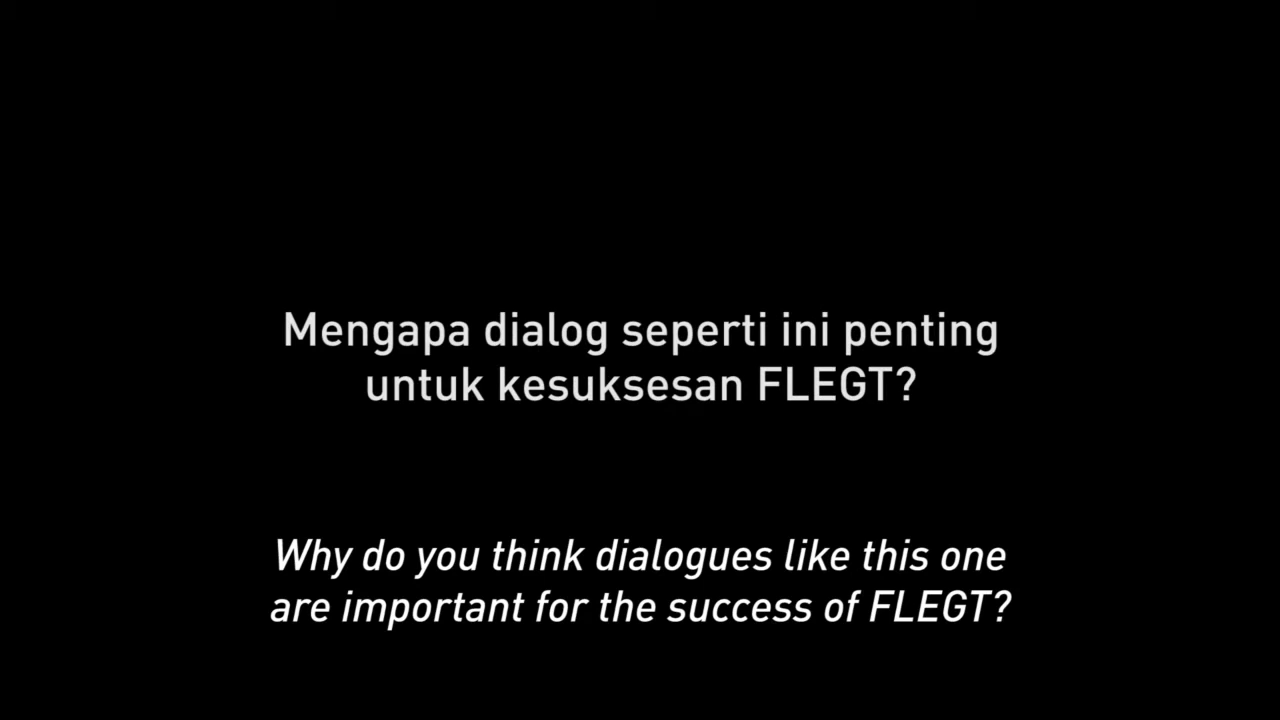 Mengapa dialog seperti ini penting
untuk kesuksesan FLEGT?
Why do you think dialogues like this one
are important for the success of FLEGT?